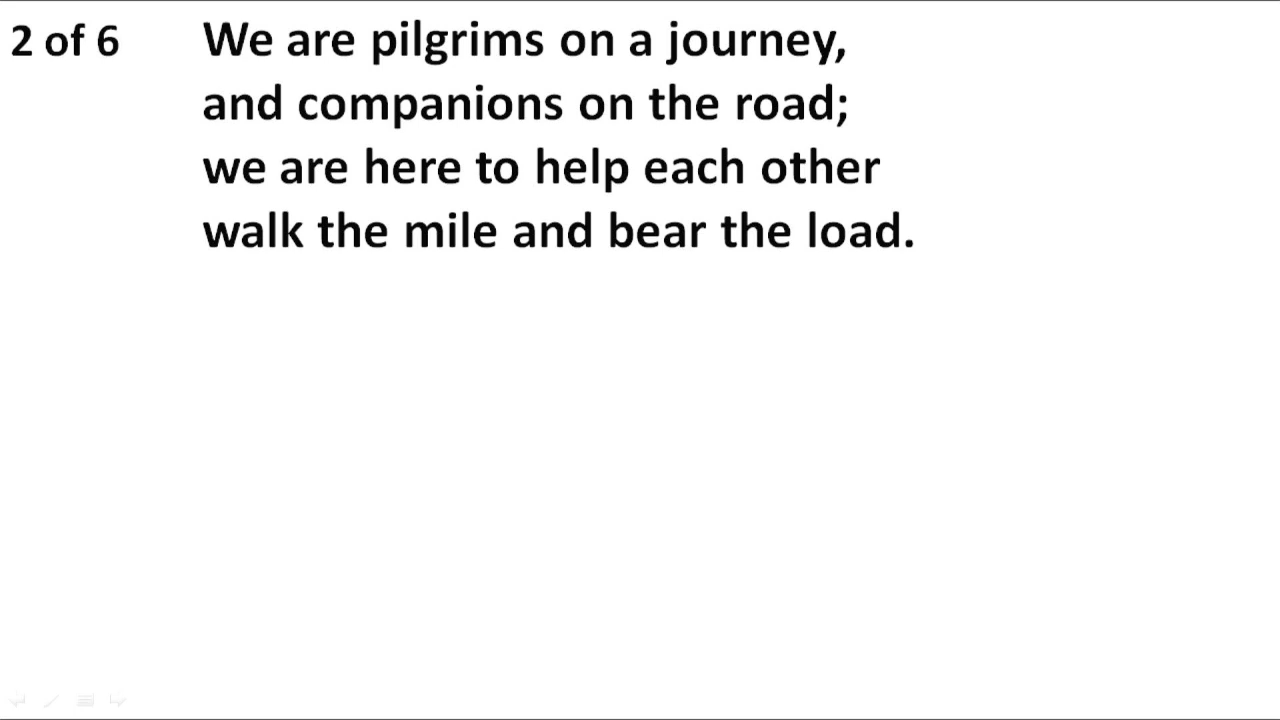 2 of 6 We are pilgrims on a journey,
and companions on the road;
we are here to help each other
walk the mile and bear the load.